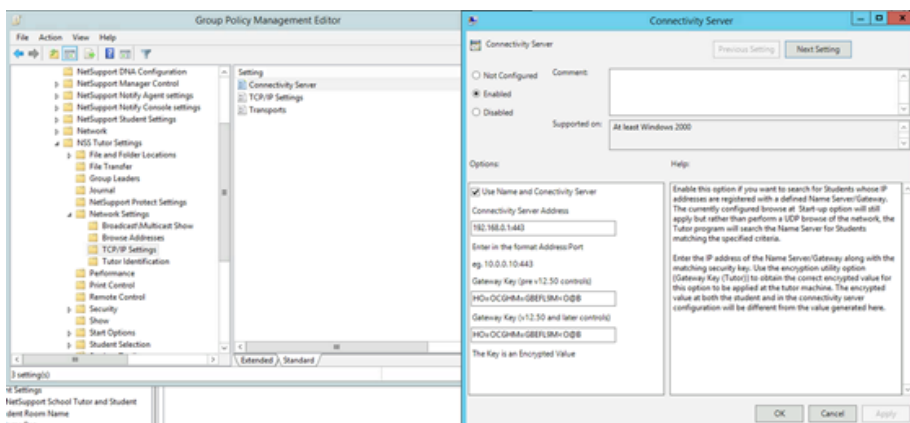 Group Policy Management Editor
File Action View Help
NetSupport DNA Configuration
NetSupport Manager Control
NetSupport Notify Agent settings
NetSupport Notify Console settings
NetSupport Student Settings
Network
NSS Tutor Settings
File and Folder Locations
File Transfer
Group Leaders
Journal
NetSupport Protect Settings
Network Settings
Broadcast\Multicast Show
Browse Addresses
TCP/IP Settings
Tutor Identification
Performance
Print Control
Remote Control
Security
Show
Start Options
Student Selection
Setting
Connectivity Server
TCP/IP Settings
Transports
Extended Standard
3 setting(s)
nt Settings
NetSupport School Tutor and Student
dent Room Name
Connectivity Server
Connectivity Server
Previous Setting Next Setting
Not Configured Comment:
Enabled
Disabled
Supported on: At least Windows 2000
Options: Help:
Use Name and Conectivity Server
Connectivity Server Address
192.168.0.1:443
Enter in the format Address:Port
eg. 10.0.0.10:443
Gateway Key (pre v12.50 controls)
Gateway Key (v12.50 and later controls)
The Key is an Encrypted Value
Enable this option if you want to search for Students whose IP
addresses are registered with a defined Name Server/Gateway.
The currently configured browse at Start-up option will still
apply but rather than perform a UDP browse of the network, the
Tutor program will search the Name Server for Students
matching the specified criteria.
Enter the IP address of the Name Server/Gateway along with the
matching security key. Use the encryption utility option
(Gateway Key (Tutor)) to obtain the correct encrypted value for
this option to be applied at the tutor machine. The encrypted
value at both the student and in the connectivity server
configuration will be different from the value generated here.
OK Cancel Apply